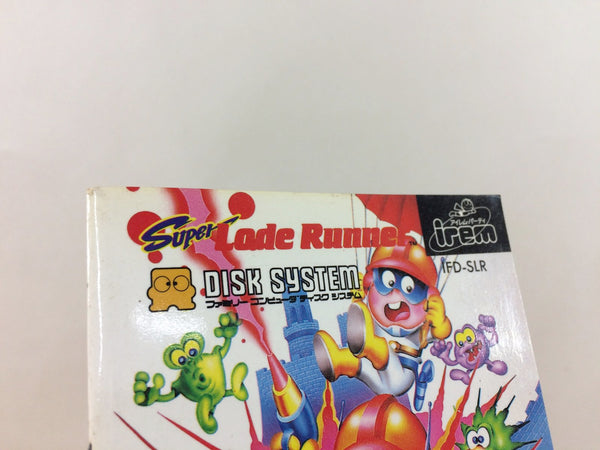 Super Lode Runner™
アイレムパーティ
irem
IFD-SLR
DISK SYSTEM
ファミリー コンピュータ ディスク システム